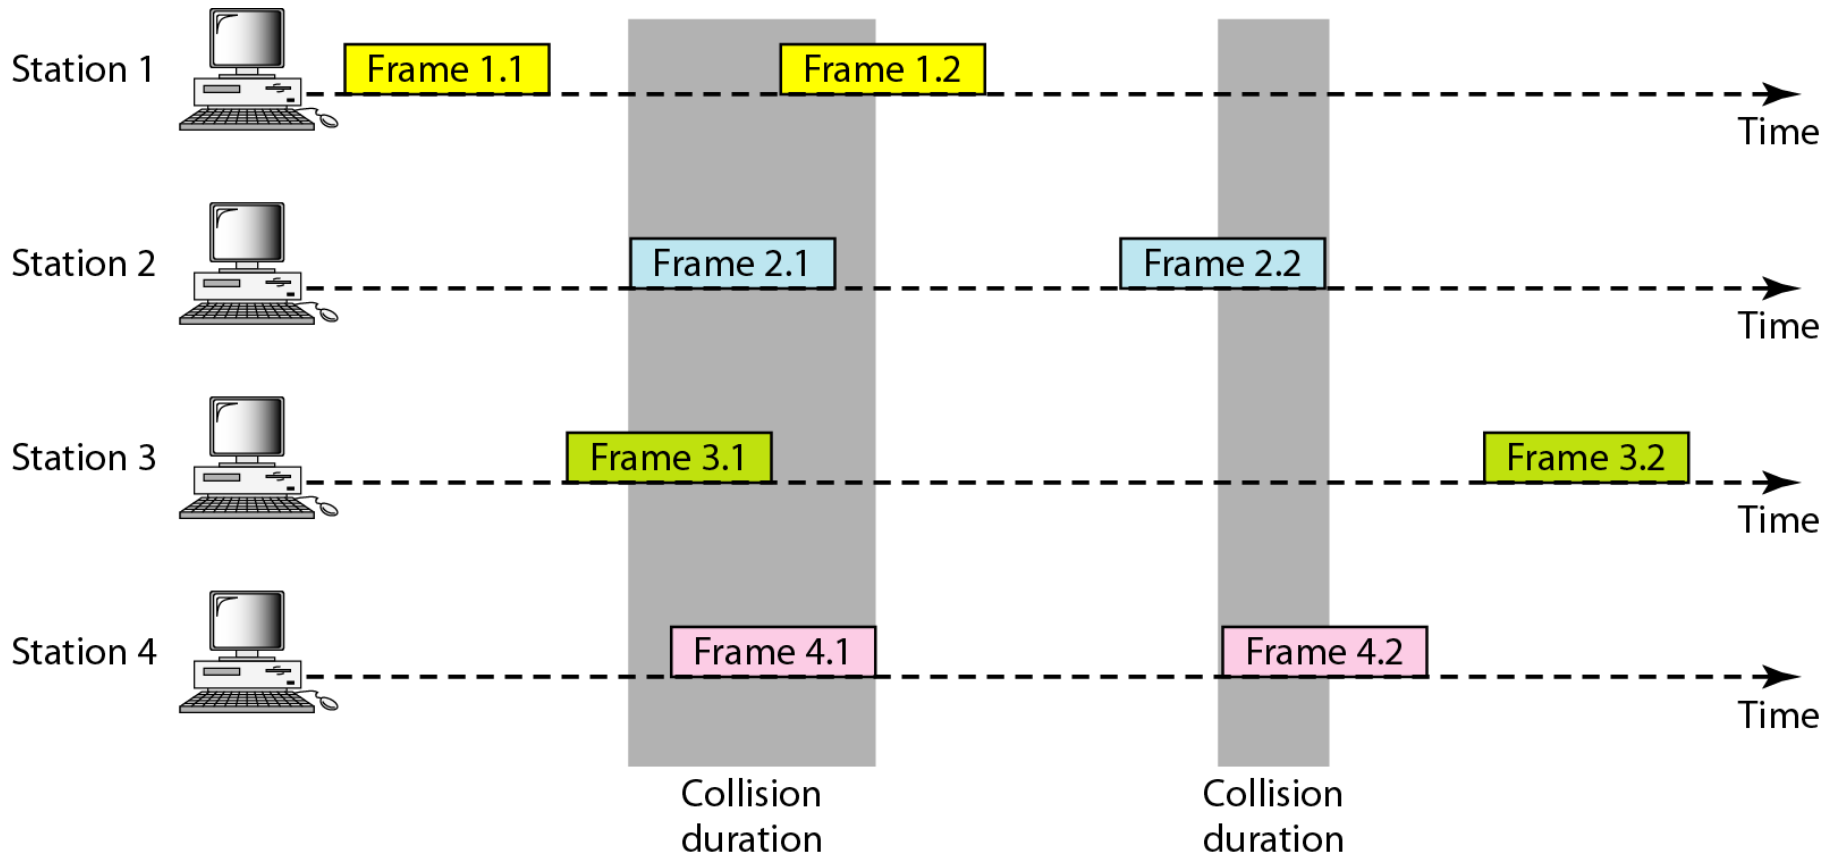 Station 1
Frame 1.1
Frame 1.2
Time
Station 2
Frame 2.1
Frame 2.2
Time
Station 3
Frame 3.1
Frame 3.2
Time
Station 4
Frame 4.1
Frame 4.2
Time
Collision
duration
Collision
duration